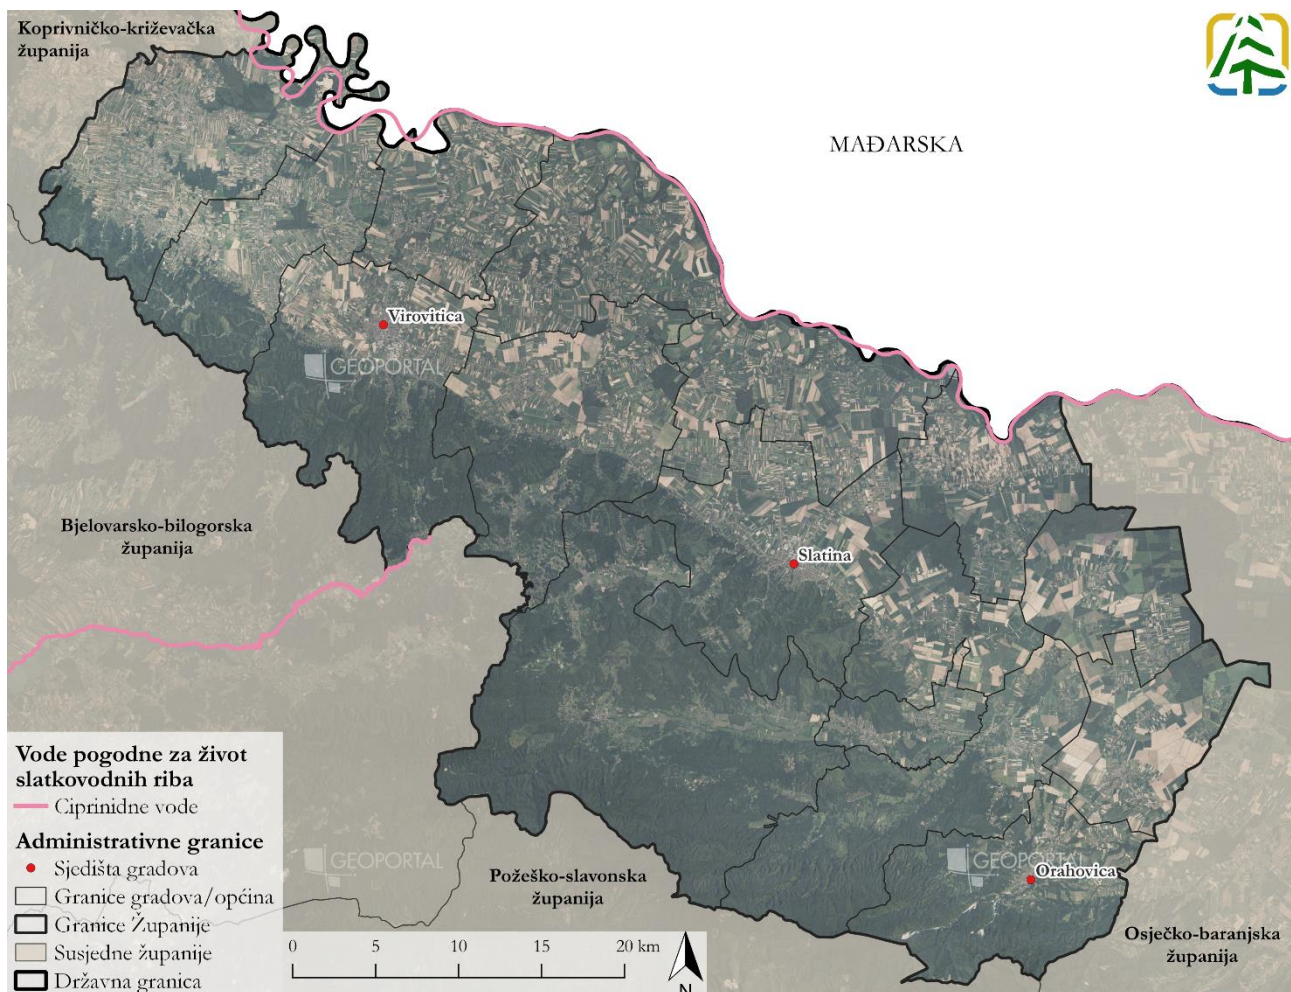 Koprivničko-križevačka
županija
MAĐARSKA
Virovitica
GEOPORTAL
Bjelovarsko-bilogorska
županija
Slatina
Vode pogodne za život
slatkovodnih riba
Ciprinidne vode
Administrativne granice
Sjedišta gradova
Granice gradova/općina
Granice Županije
Susjedne županije
Državna granica
GEOPORTAL
Požeško-slavonska
županija
GEOPORTAL
Orahovica
Osječko-baranjska
županija
0 5 10 15 20 km
N